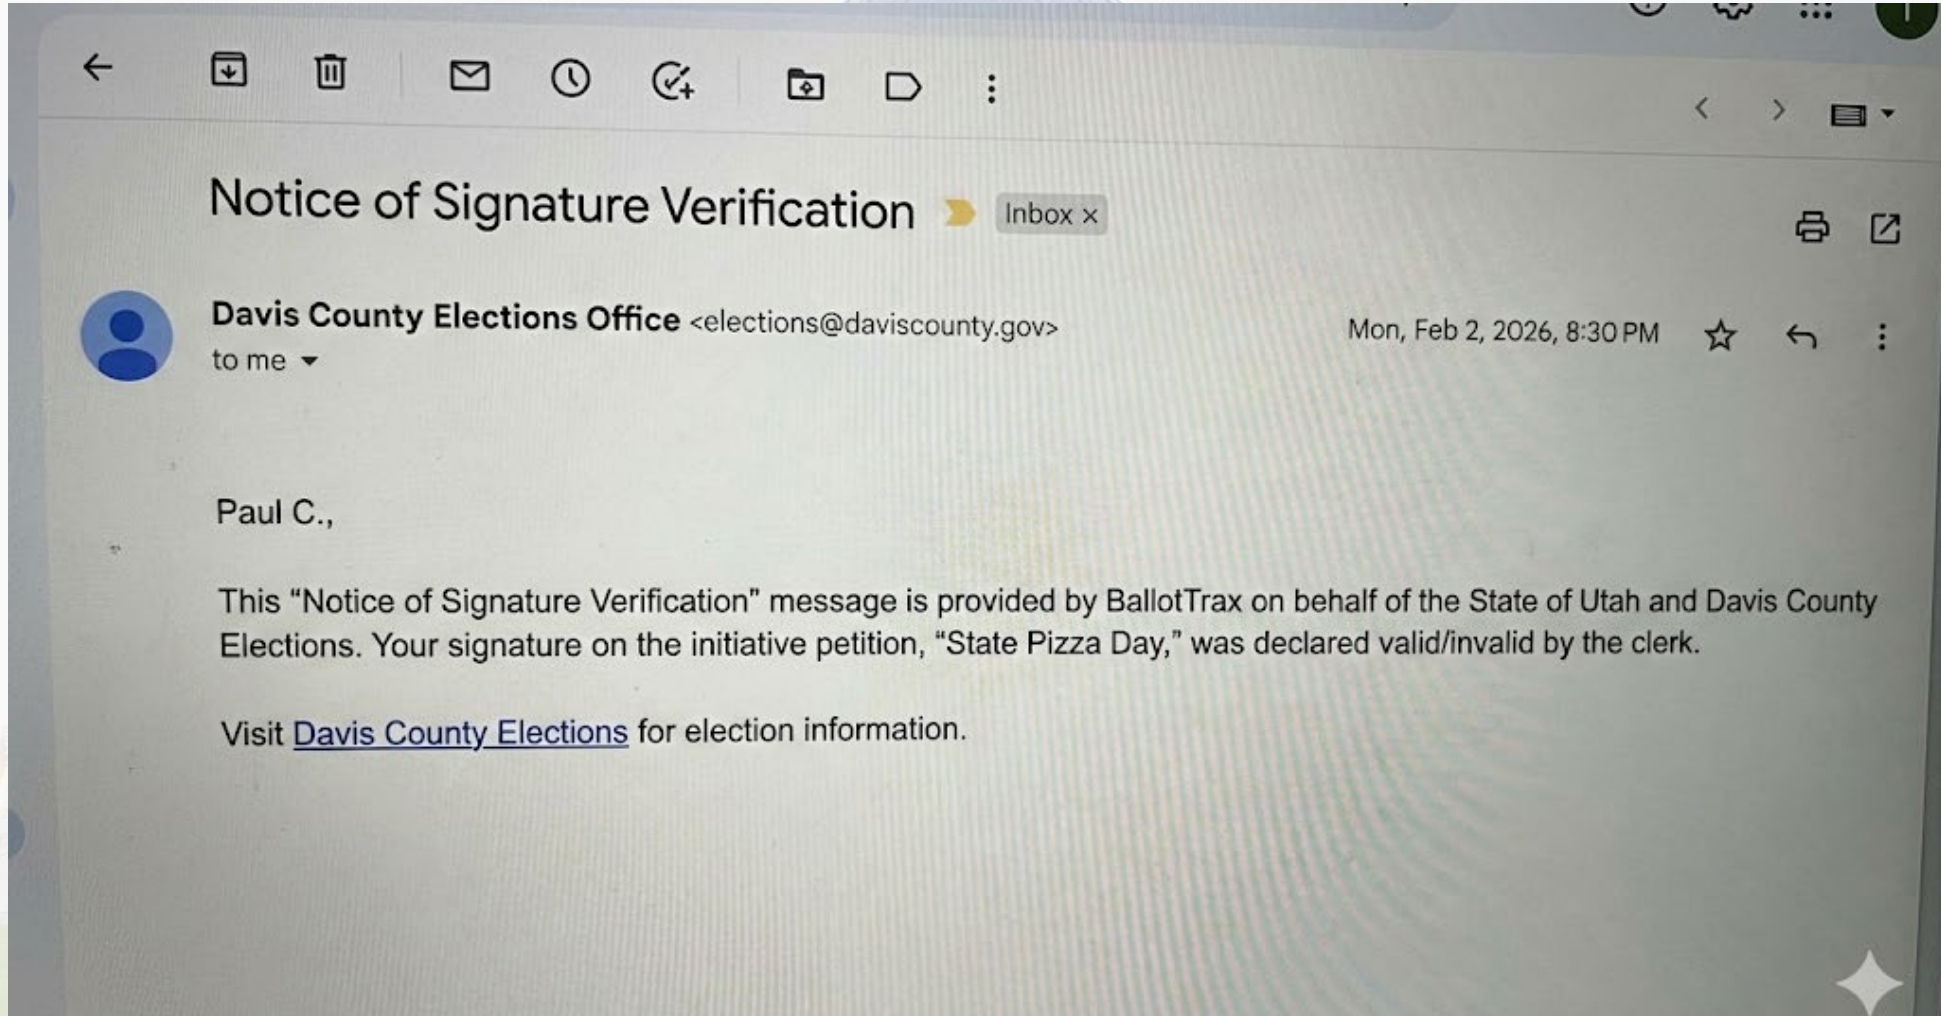 Notice of Signature Verification Inbox ×
Davis County Elections Office <elections@daviscounty.gov> Mon, Feb 2, 2026, 8:30 PM
to me
Paul C.,
This “Notice of Signature Verification” message is provided by BallotTrax on behalf of the State of Utah and Davis County
Elections. Your signature on the initiative petition, “State Pizza Day,” was declared valid/invalid by the clerk.
Visit Davis County Elections for election information.